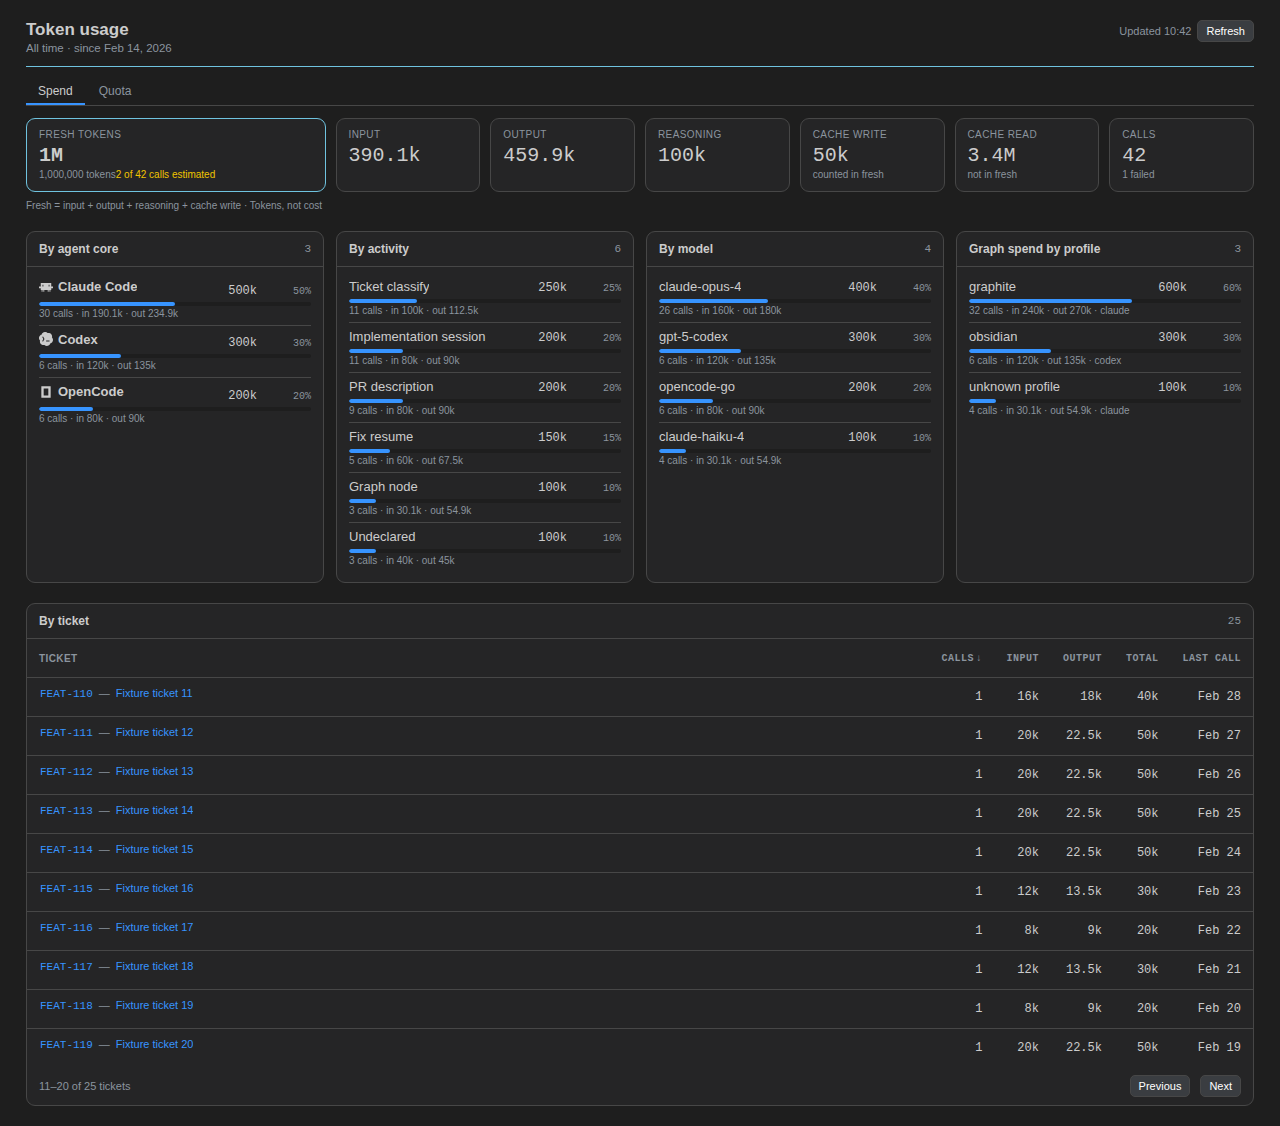 Token usage
All time · since Feb 14, 2026
Updated 10:42 Refresh
Spend Quota
FRESH TOKENS
1M
1,000,000 tokens2 of 42 calls estimated
INPUT
390.1k
OUTPUT
459.9k
REASONING
100k
CACHE WRITE
50k
counted in fresh
CACHE READ
3.4M
not in fresh
CALLS
42
1 failed
Fresh = input + output + reasoning + cache write · Tokens, not cost
By agent core 3
Claude Code 500k 50%
30 calls · in 190.1k · out 234.9k
Codex 300k 30%
6 calls · in 120k · out 135k
OpenCode 200k 20%
6 calls · in 80k · out 90k
By activity 6
Ticket classify 250k 25%
11 calls · in 100k · out 112.5k
Implementation session 200k 20%
11 calls · in 80k · out 90k
PR description 200k 20%
9 calls · in 80k · out 90k
Fix resume 150k 15%
5 calls · in 60k · out 67.5k
Graph node 100k 10%
3 calls · in 30.1k · out 54.9k
Undeclared 100k 10%
3 calls · in 40k · out 45k
By model 4
claude-opus-4 400k 40%
26 calls · in 160k · out 180k
gpt-5-codex 300k 30%
6 calls · in 120k · out 135k
opencode-go 200k 20%
6 calls · in 80k · out 90k
claude-haiku-4 100k 10%
4 calls · in 30.1k · out 54.9k
Graph spend by profile 3
graphite 600k 60%
32 calls · in 240k · out 270k · claude
obsidian 300k 30%
6 calls · in 120k · out 135k · codex
unknown profile 100k 10%
4 calls · in 30.1k · out 54.9k · claude
By ticket 25
TICKET CALLS ↓ INPUT OUTPUT TOTAL LAST CALL
FEAT-110 — Fixture ticket 11 1 16k 18k 40k Feb 28
FEAT-111 — Fixture ticket 12 1 20k 22.5k 50k Feb 27
FEAT-112 — Fixture ticket 13 1 20k 22.5k 50k Feb 26
FEAT-113 — Fixture ticket 14 1 20k 22.5k 50k Feb 25
FEAT-114 — Fixture ticket 15 1 20k 22.5k 50k Feb 24
FEAT-115 — Fixture ticket 16 1 12k 13.5k 30k Feb 23
FEAT-116 — Fixture ticket 17 1 8k 9k 20k Feb 22
FEAT-117 — Fixture ticket 18 1 12k 13.5k 30k Feb 21
FEAT-118 — Fixture ticket 19 1 8k 9k 20k Feb 20
FEAT-119 — Fixture ticket 20 1 20k 22.5k 50k Feb 19
11–20 of 25 tickets Previous Next